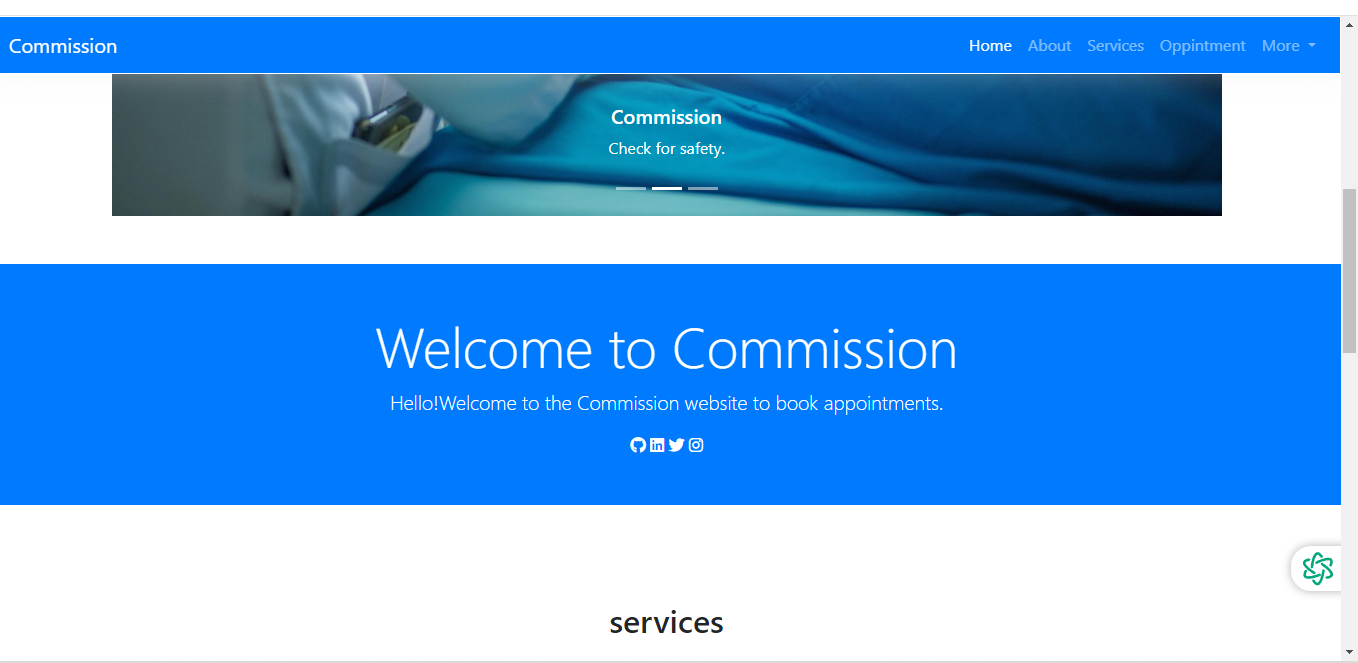 Commission
Home About Services Oppintment More
Commission
Check for safety.
Welcome to Commission
Hello!Welcome to the Commission website to book appointments.
services